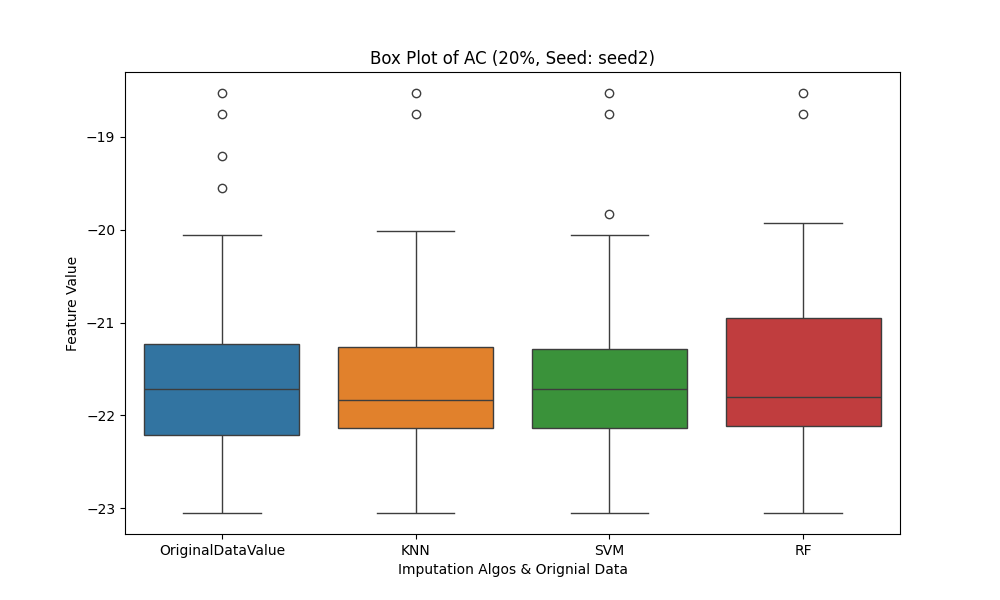 Box Plot of AC (20%, Seed: seed2)
Feature Value
−19
−20
−21
−22
−23
OriginalDataValue
KNN
SVM
RF
Imputation Algos & Orignial Data